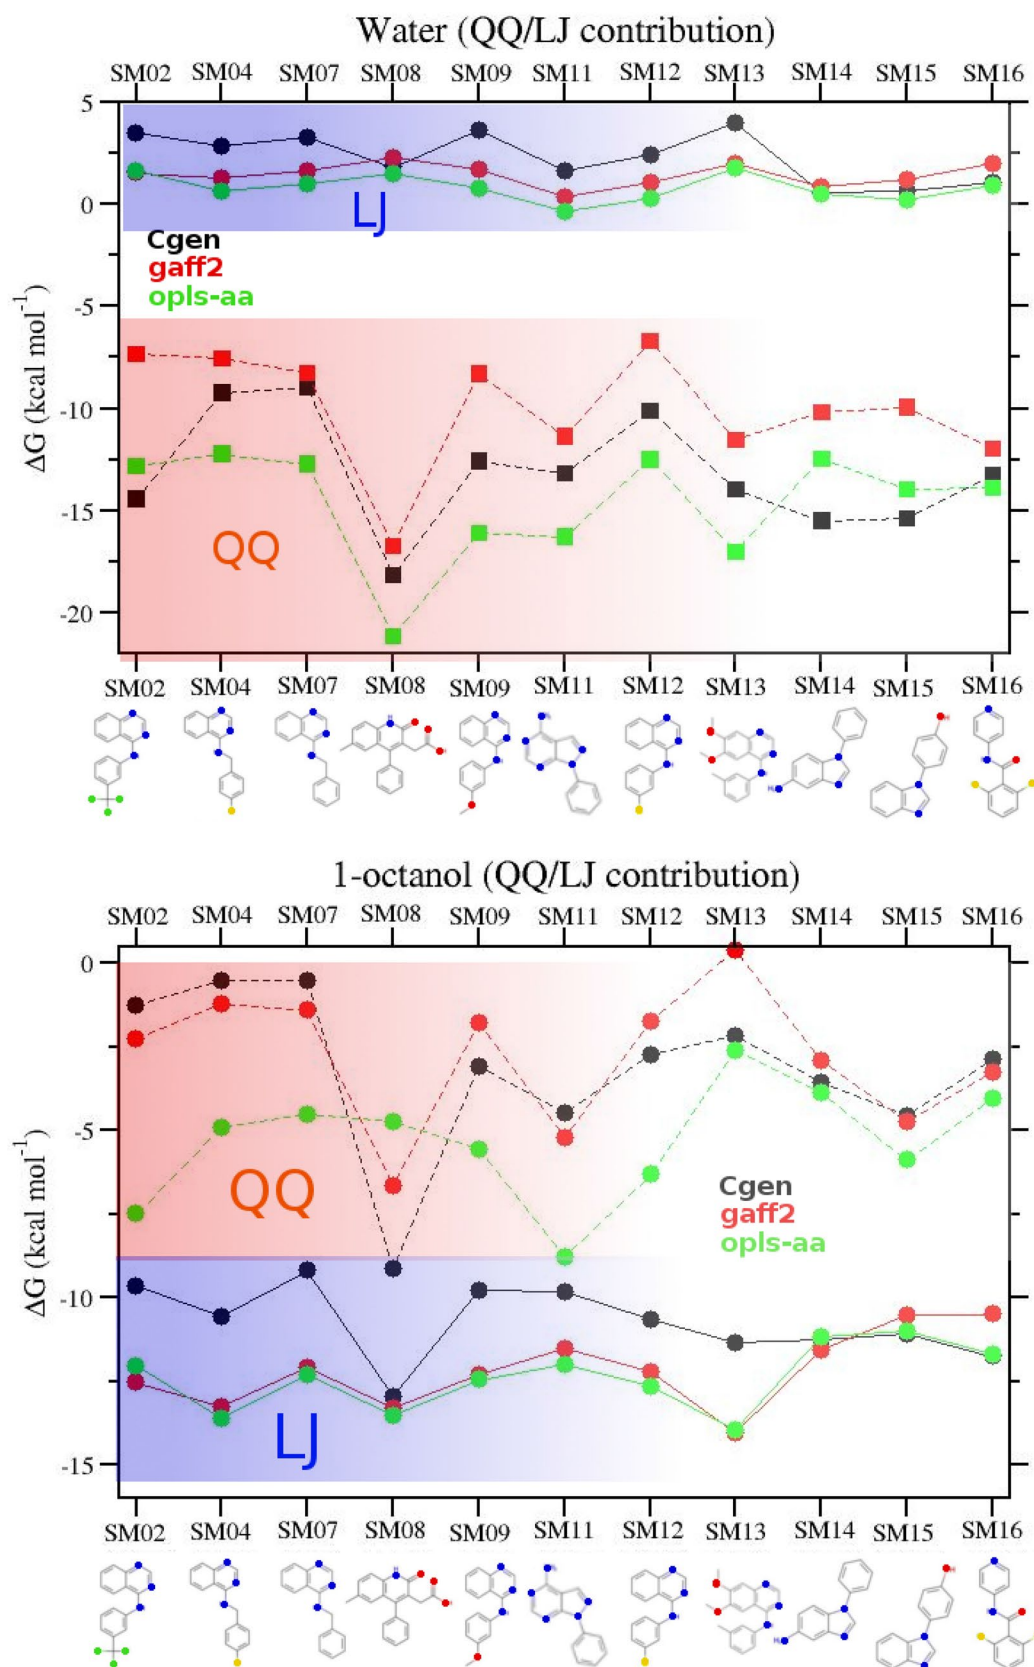 Water (QQ/LJ contribution)
SM02 SM04 SM07 SM08 SM09 SM11 SM12 SM13 SM14 SM15 SM16
5
0
-5
-10
-15
-20
ΔG (kcal mol⁻¹)
LJ
Cgen
gaff2
opls-aa
QQ
SM02 SM04 SM07 SM08 SM09 SM11 SM12 SM13 SM14 SM15 SM16
1-octanol (QQ/LJ contribution)
SM02 SM04 SM07 SM08 SM09 SM11 SM12 SM13 SM14 SM15 SM16
0
-5
-10
-15
ΔG (kcal mol⁻¹)
QQ
Cgen
gaff2
opls-aa
LJ
SM02 SM04 SM07 SM08 SM09 SM11 SM12 SM13 SM14 SM15 SM16